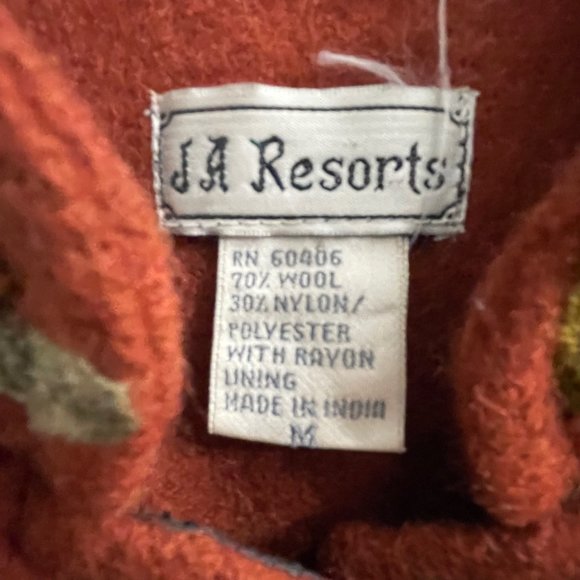 JA Resorts
RN 60406
70% WOOL
30% NYLON/
POLYESTER
WITH RAYON
LINING
MADE IN INDIA
M